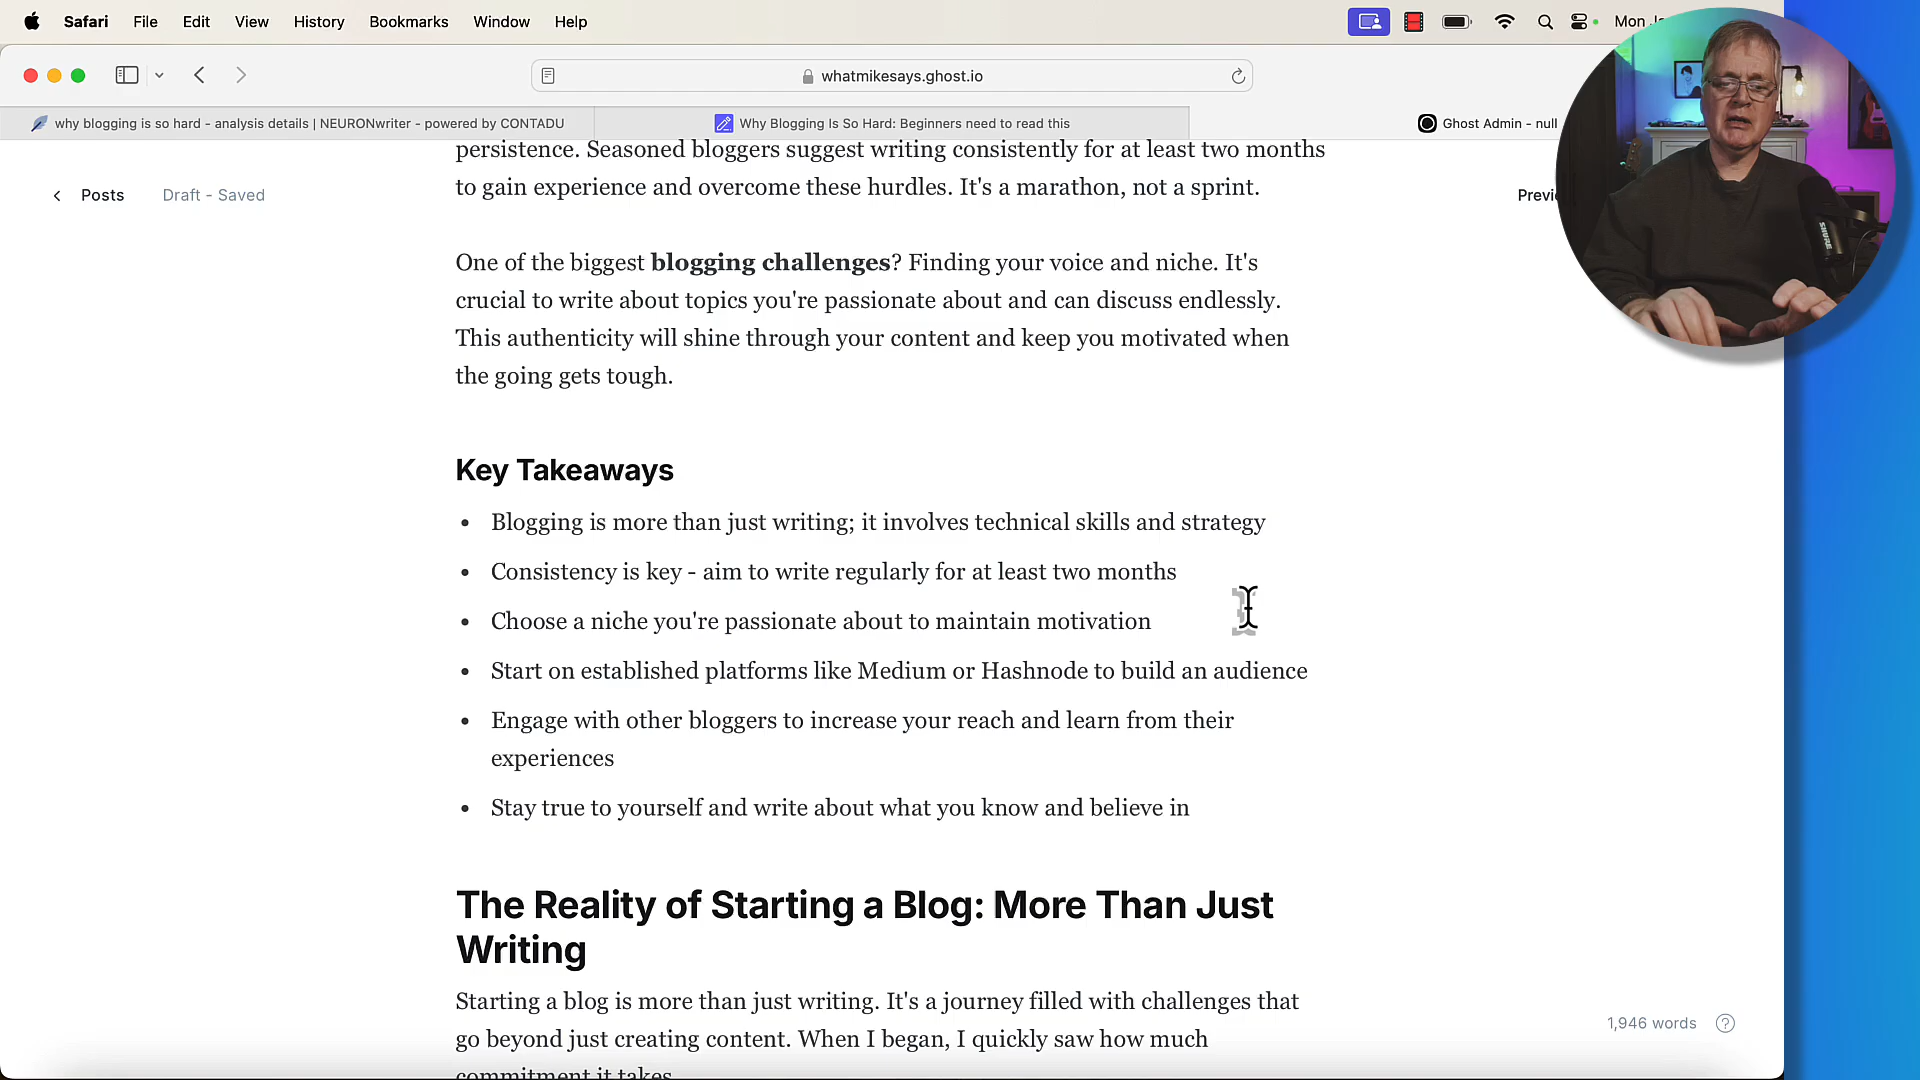 Safari File Edit View History Bookmarks Window Help
Mon
whatmikesays.ghost.io
why blogging is so hard - analysis details | NEURONwriter - powered by CONTADU
Why Blogging Is So Hard: Beginners need to read this
Ghost Admin - null
Posts
Draft - Saved
persistence. Seasoned bloggers suggest writing consistently for at least two months
to gain experience and overcome these hurdles. It's a marathon, not a sprint.
One of the biggest blogging challenges? Finding your voice and niche. It's
crucial to write about topics you're passionate about and can discuss endlessly.
This authenticity will shine through your content and keep you motivated when
the going gets tough.
Key Takeaways
• Blogging is more than just writing; it involves technical skills and strategy
• Consistency is key - aim to write regularly for at least two months
• Choose a niche you're passionate about to maintain motivation
• Start on established platforms like Medium or Hashnode to build an audience
• Engage with other bloggers to increase your reach and learn from their
experiences
• Stay true to yourself and write about what you know and believe in
The Reality of Starting a Blog: More Than Just
Writing
Starting a blog is more than just writing. It's a journey filled with challenges that
go beyond just creating content. When I began, I quickly saw how much
commitment it takes.
1,946 words
SHURE